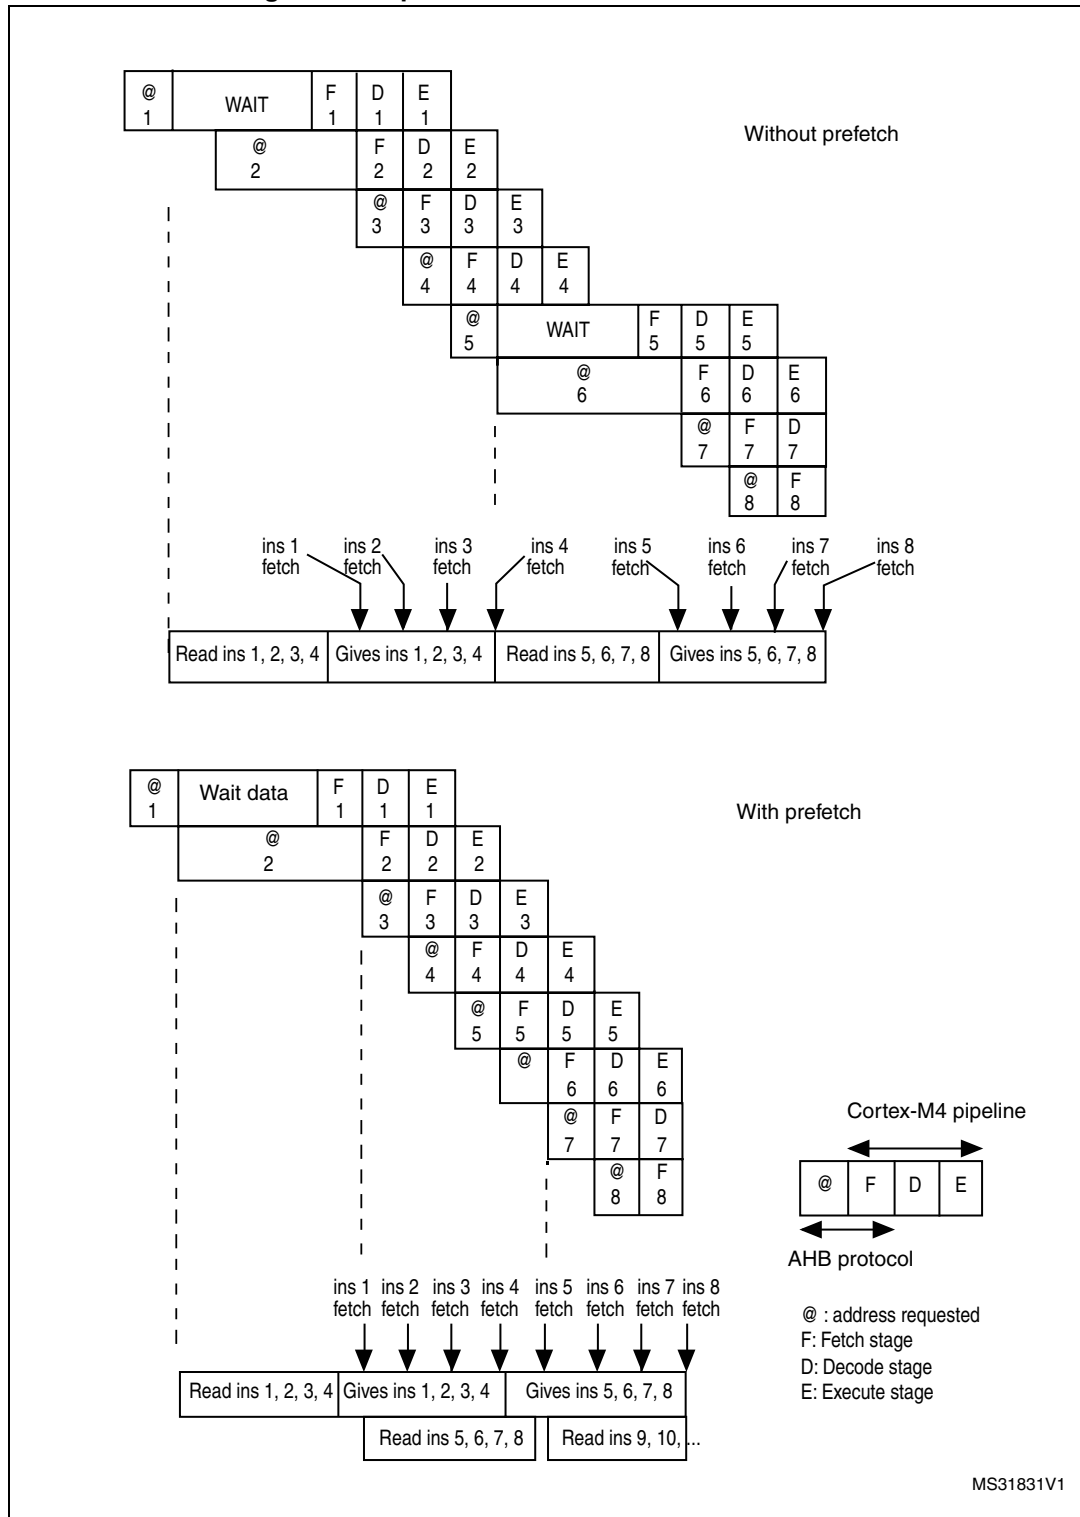 @ WAIT F D E
1 1 1 1
Without prefetch
@ F D E
2 2 2 2
@ F D E
3 3 3 3
@ F D E
4 4 4 4
@ WAIT F D E
5 5 5 5
@ F D E
6 6 6 6
@ F D
7 7 7
@ F
8 8
ins 1 ins 2 ins 3 ins 4 ins 5 ins 6 ins 7 ins 8
fetch fetch fetch fetch fetch fetch fetch fetch
Read ins 1, 2, 3, 4 Gives ins 1, 2, 3, 4 Read ins 5, 6, 7, 8 Gives ins 5, 6, 7, 8
@ Wait data F D E
1 1 1 1
With prefetch
@ F D E
2 2 2 2
@ F D E
3 3 3 3
@ F D E
4 4 4 4
@ F D E
5 5 5 5
@ F D E
6 6 6
@ F D
7 7 7
@ F
8 8
Cortex-M4 pipeline
@ F D E
AHB protocol
ins 1 ins 2 ins 3 ins 4 ins 5 ins 6 ins 7 ins 8
fetch fetch fetch fetch fetch fetch fetch fetch
@ : address requested
F: Fetch stage
D: Decode stage
E: Execute stage
Read ins 1, 2, 3, 4 Gives ins 1, 2, 3, 4 Gives ins 5, 6, 7, 8
Read ins 5, 6, 7, 8 Read ins 9, 10, ...
MS31831V1